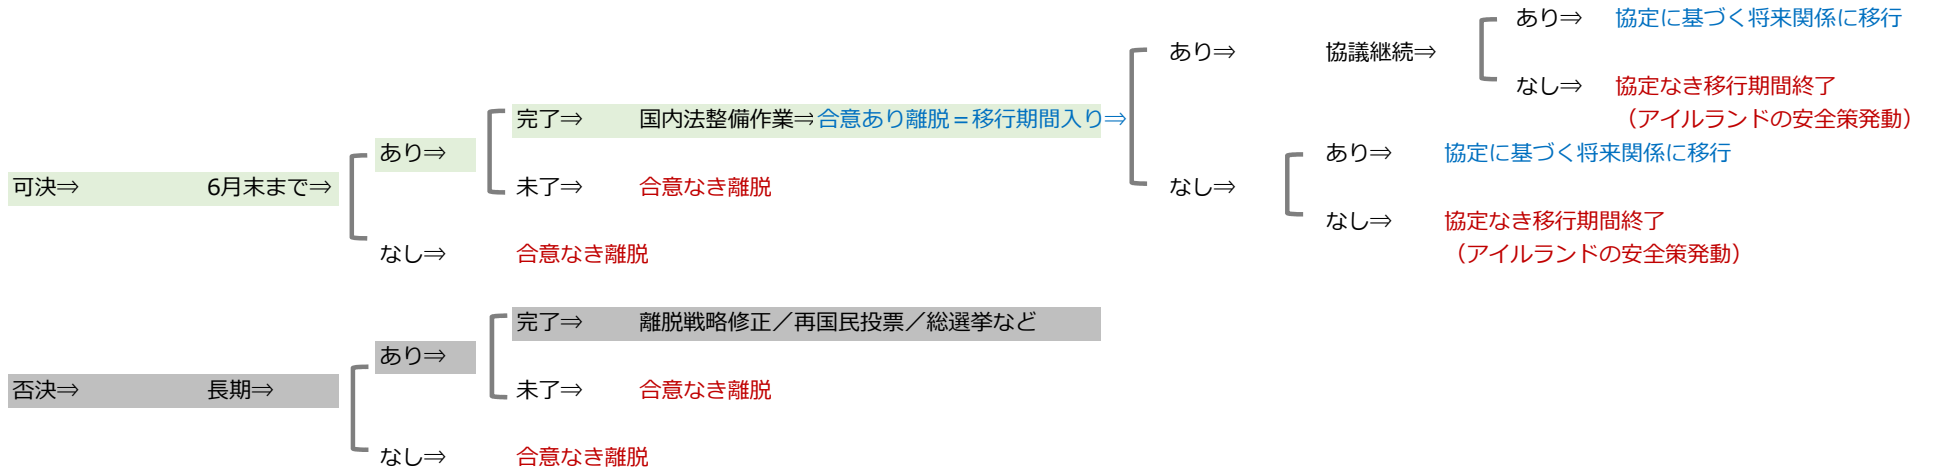 あり⇒ 協定に基づく将来関係に移行
あり⇒ 協議継続⇒
なし⇒ 協定なき移行期間終了
完了⇒ 国内法整備作業⇒合意あり離脱=移行期間入り⇒
(アイルランドの安全策発動)
あり⇒
あり⇒ 協定に基づく将来関係に移行
可決⇒ 6月末まで⇒
未了⇒ 合意なき離脱
なし⇒
なし⇒ 協定なき移行期間終了
なし⇒ 合意なき離脱
(アイルランドの安全策発動)
完了⇒ 離脱戦略修正/再国民投票/総選挙など
あり⇒
否決⇒ 長期⇒
未了⇒ 合意なき離脱
なし⇒ 合意なき離脱